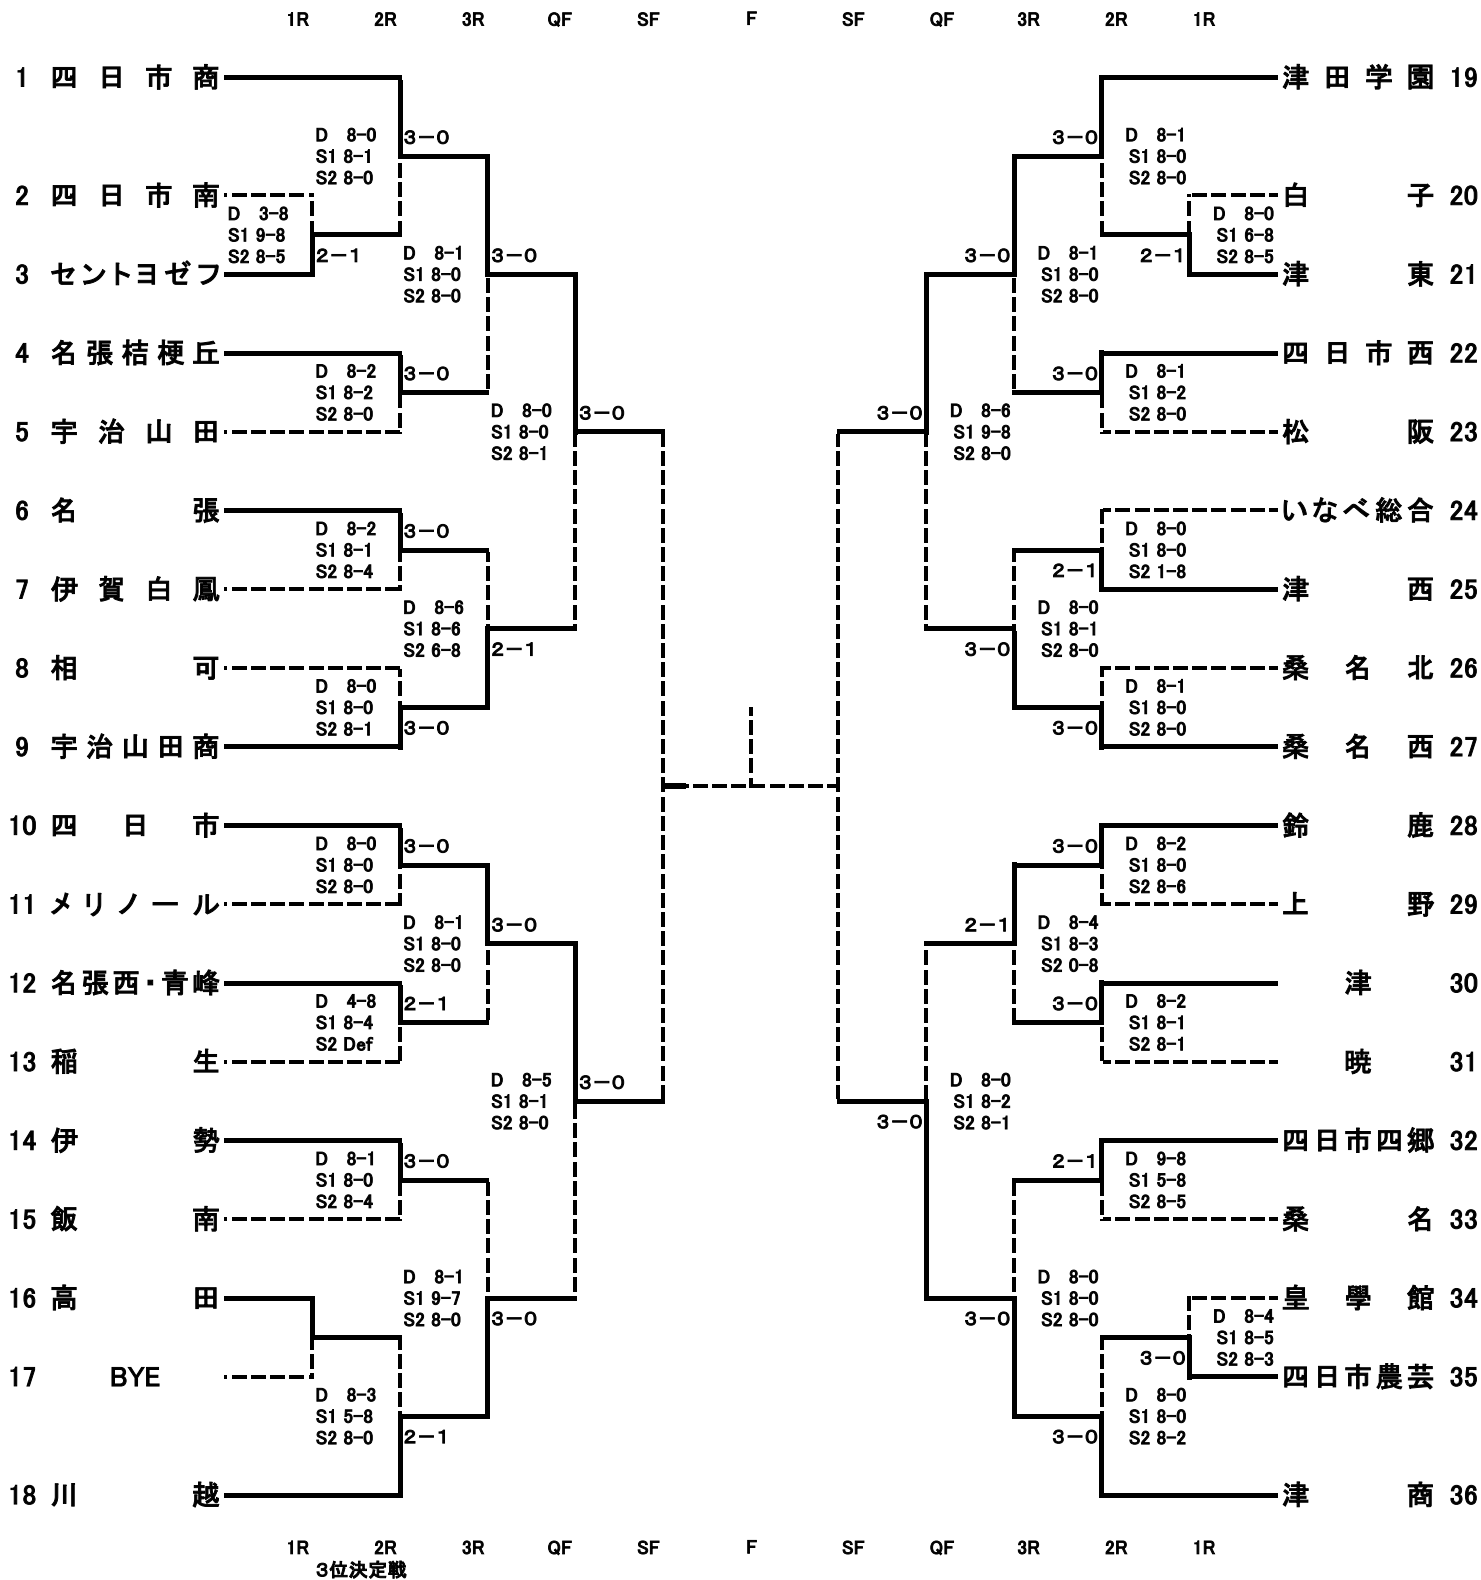 1R 2R 3R QF SF F SF QF 3R 2R 1R
1 四日市商
津田学園 19
D 8-0 3-0
S1 8-1
S2 8-0
3-0 D 8-1
S1 8-0
S2 8-0
2 四日市南
白子 20
D 3-8
S1 9-8
S2 8-5 2-1
D 8-0
S1 6-8
2-1 S2 8-5
D 8-1 3-0
S1 8-0
S2 8-0
3-0 D 8-1
S1 8-0
S2 8-0
3 セントヨゼフ
津東 21
4 名張桔梗丘
四日市西 22
D 8-2 3-0
S1 8-2
S2 8-0
3-0 D 8-1
S1 8-2
S2 8-0
D 8-0 3-0
S1 8-0
S2 8-1
3-0 D 8-6
S1 9-8
S2 8-0
5 宇治山田
松阪 23
6 名張
いなべ総合 24
D 8-2 3-0
S1 8-1
S2 8-4
D 8-0
S1 8-0
2-1 S2 1-8
7 伊賀白鳳
津西 25
D 8-6
S1 8-6
S2 6-8 2-1
D 8-0
S1 8-1
3-0 S2 8-0
8 相可
桑名北 26
D 8-0
S1 8-0
S2 8-1 3-0
D 8-1
S1 8-0
3-0 S2 8-0
9 宇治山田商
桑名西 27
10 四日市
鈴鹿 28
D 8-0 3-0
S1 8-0
S2 8-0
3-0 D 8-2
S1 8-0
S2 8-6
11 メリノール
上野 29
D 8-1 3-0
S1 8-0
S2 8-0
2-1 D 8-4
S1 8-3
S2 0-8
12 名張西・青峰
津 30
D 4-8 2-1
S1 8-4
S2 Def
3-0 D 8-2
S1 8-1
S2 8-1
13 稲生
暁 31
D 8-5 3-0
S1 8-1
S2 8-0
D 8-0
S1 8-2
3-0 S2 8-1
14 伊勢
四日市四郷 32
D 8-1 3-0
S1 8-0
S2 8-4
2-1 D 9-8
S1 5-8
S2 8-5
15 飯南
桑名 33
D 8-1
S1 9-7
S2 8-0 3-0
D 8-0
S1 8-0
3-0 S2 8-0
16 高田
皇學館 34
D 8-4
S1 8-5
3-0 S2 8-3
17 BYE
四日市農芸 35
D 8-3
S1 5-8
S2 8-0 2-1
D 8-0
S1 8-0
3-0 S2 8-2
18 川越
津商 36
1R 2R 3R QF SF F SF QF 3R 2R 1R
3位決定戦